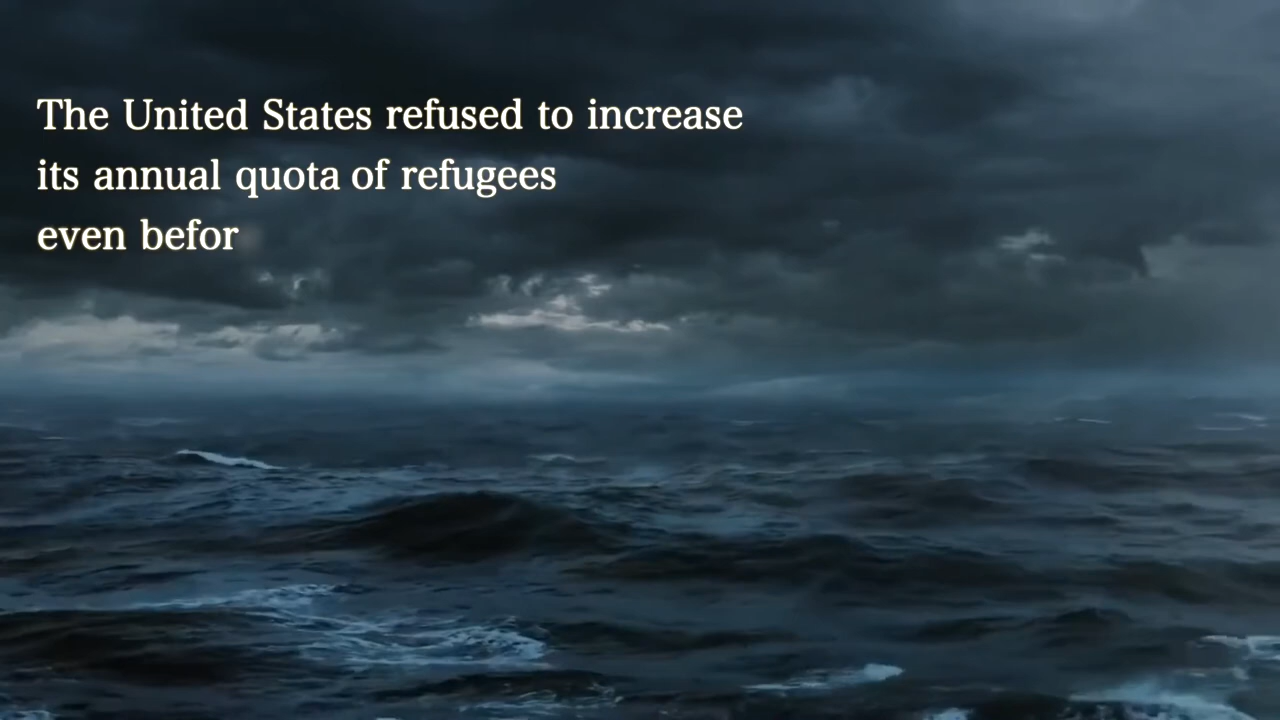 The United States refused to increase
its annual quota of refugees
even befor